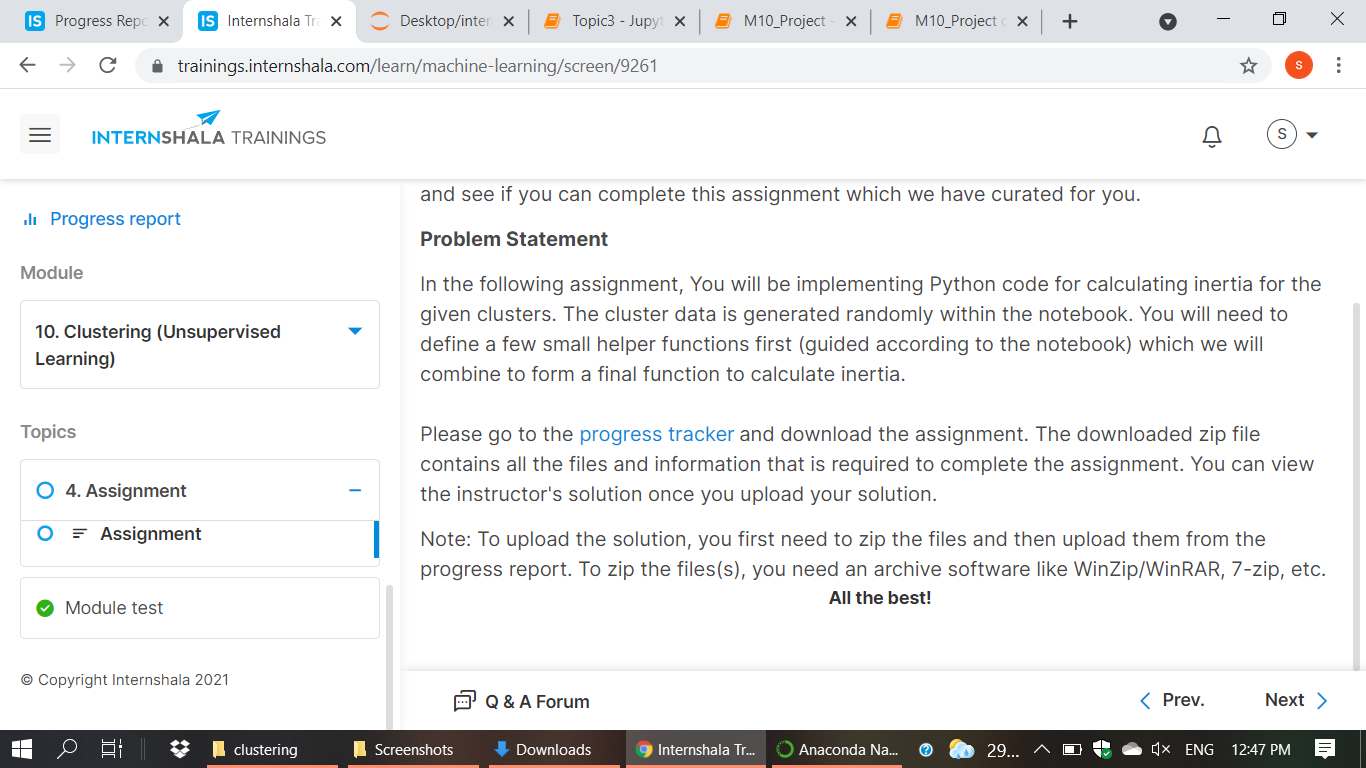 Progress Repo
Internshala Tra
Desktop/inter
Topic3 - Jupyt
M10_Project -
M10_Project c
trainings.internshala.com/learn/machine-learning/screen/9261
S
INTERNSHALA TRAININGS
S
Progress report
Module
10. Clustering (Unsupervised
Learning)
Topics
4. Assignment
Assignment
Module test
© Copyright Internshala 2021
and see if you can complete this assignment which we have curated for you.
Problem Statement
In the following assignment, You will be implementing Python code for calculating inertia for the
given clusters. The cluster data is generated randomly within the notebook. You will need to
define a few small helper functions first (guided according to the notebook) which we will
combine to form a final function to calculate inertia.
Please go to the progress tracker and download the assignment. The downloaded zip file
contains all the files and information that is required to complete the assignment. You can view
the instructor's solution once you upload your solution.
Note: To upload the solution, you first need to zip the files and then upload them from the
progress report. To zip the files(s), you need an archive software like WinZip/WinRAR, 7-zip, etc.
All the best!
Q & A Forum
Prev.
Next
clustering
Screenshots
Downloads
Internshala Tr...
Anaconda Na...
29...
ENG
12:47 PM